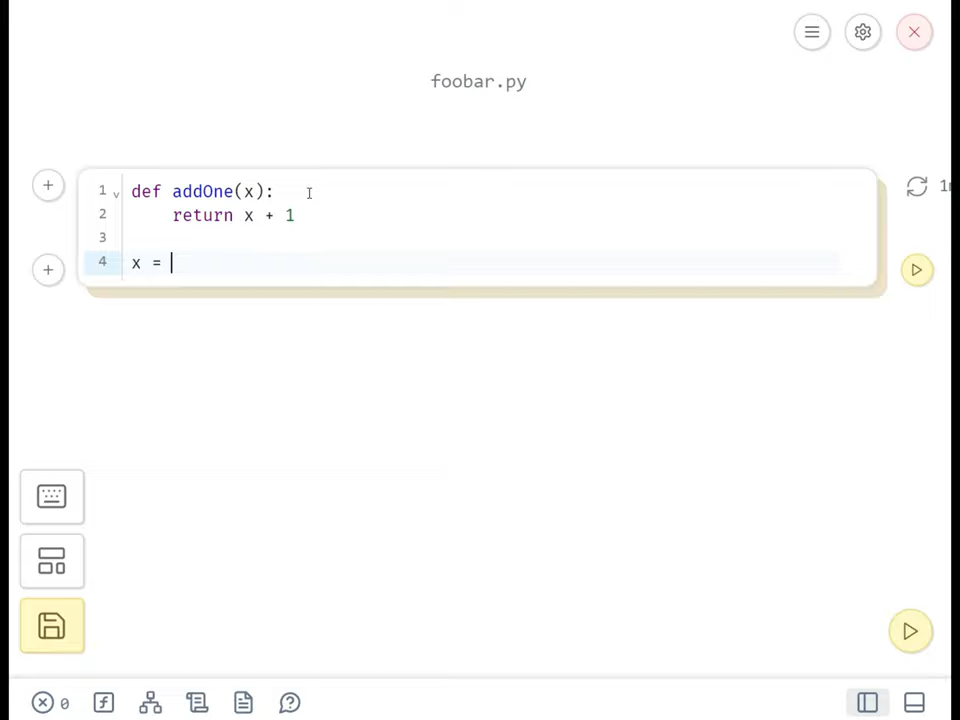 foobar.py
1 def addOne(x):
2 return x + 1
3
4 x =
0